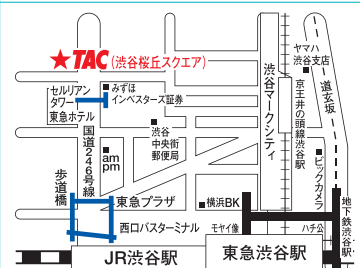 ★TAC(渋谷桜丘スクエア)
セルリアン
タワー
東急ホテル
みずほ
インベスターズ証券
国道246号線
渋谷
中央街
郵便局
am
pm
歩道橋
東急プラザ
西口バスターミナル
JR渋谷駅
渋谷マークシティ
ヤマハ
渋谷支店
京王井の頭線渋谷駅
道玄坂
ビックカメラ
横浜BK
モヤイ像
ハチ公
東急渋谷駅
地下鉄渋谷駅